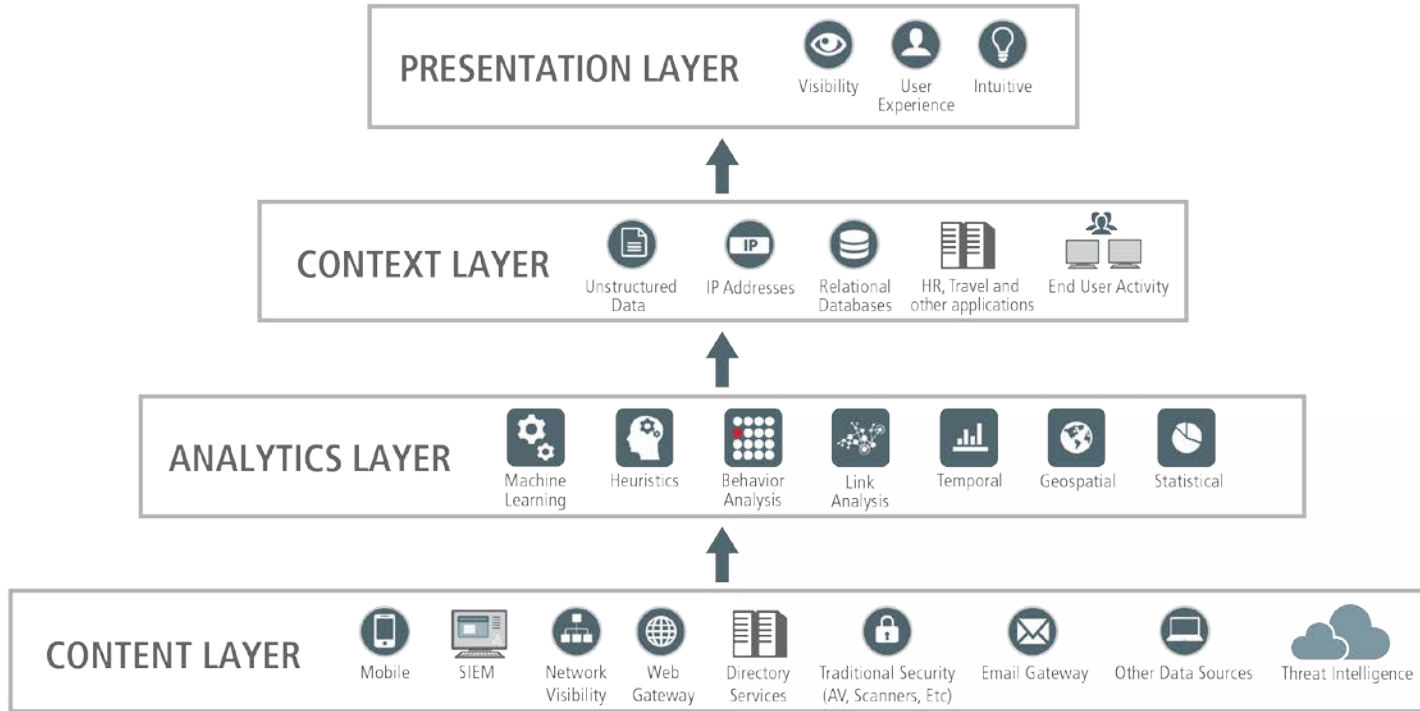 PRESENTATION LAYER
Visibility
User
Experience
Intuitive
CONTEXT LAYER
IP
Unstructured
Data
IP Addresses
Relational
Databases
HR, Travel and
other applications
End User Activity
ANALYTICS LAYER
Machine
Learning
Heuristics
Behavior
Analysis
Link
Analysis
Temporal
Geospatial
Statistical
CONTENT LAYER
Mobile
SIEM
Network
Visibility
Web
Gateway
Directory
Services
Traditional Security
(AV, Scanners, Etc)
Email Gateway
Other Data Sources
Threat Intelligence